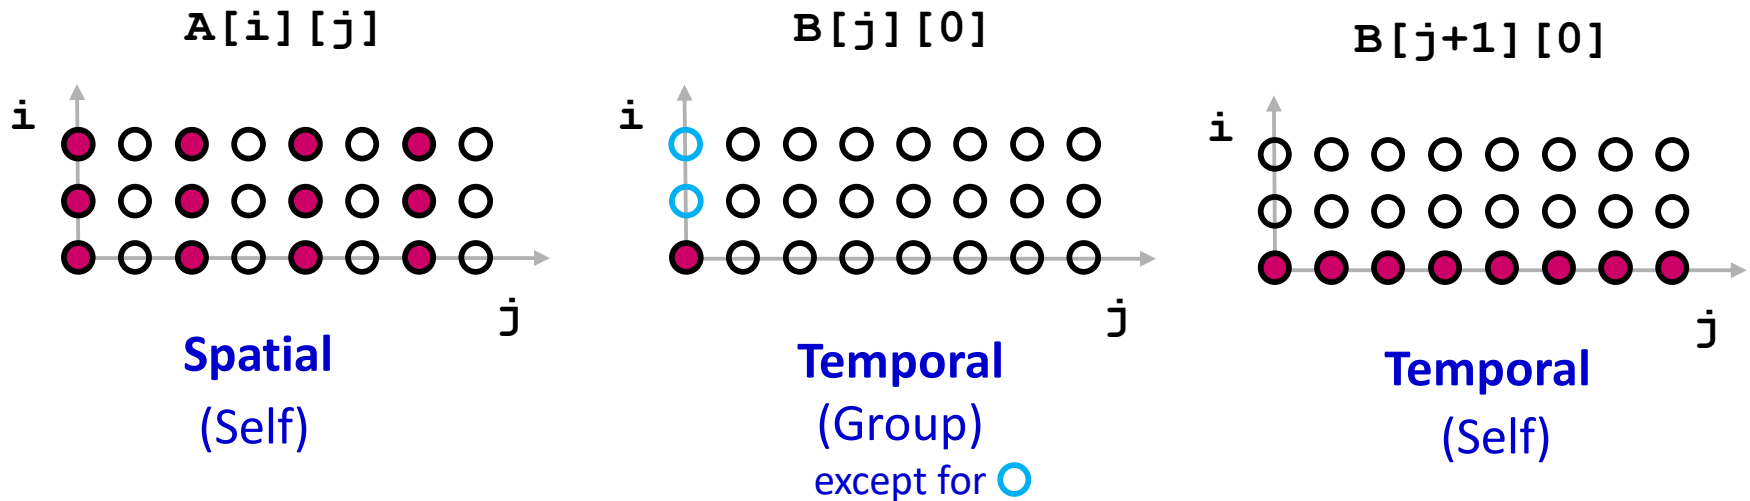 A[i][j]
i
j
Spatial
(Self)
B[j][0]
i
j
Temporal
(Group)
except for
B[j+1][0]
i
j
Temporal
(Self)